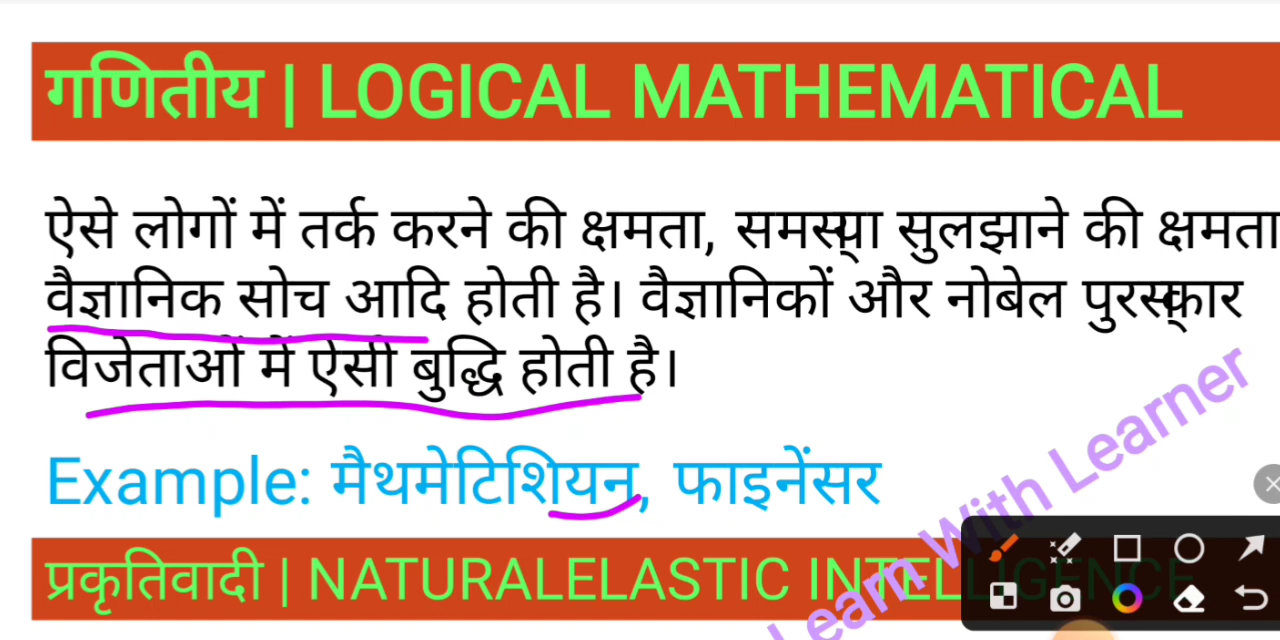 गणितीय | LOGICAL MATHEMATICAL
ऐसे लोगों में तर्क करने की क्षमता, समस्या सुलझाने की क्षमता
वैज्ञानिक सोच आदि होती है। वैज्ञानिकों और नोबेल पुरस्कार
विजेताओं में ऐसी बुद्धि होती है।
Example: मैथमेटिशियन, फाइनेंसर
प्रकृतिवादी | NATURALELASTIC INTELLIGENCE
Learn With Learner